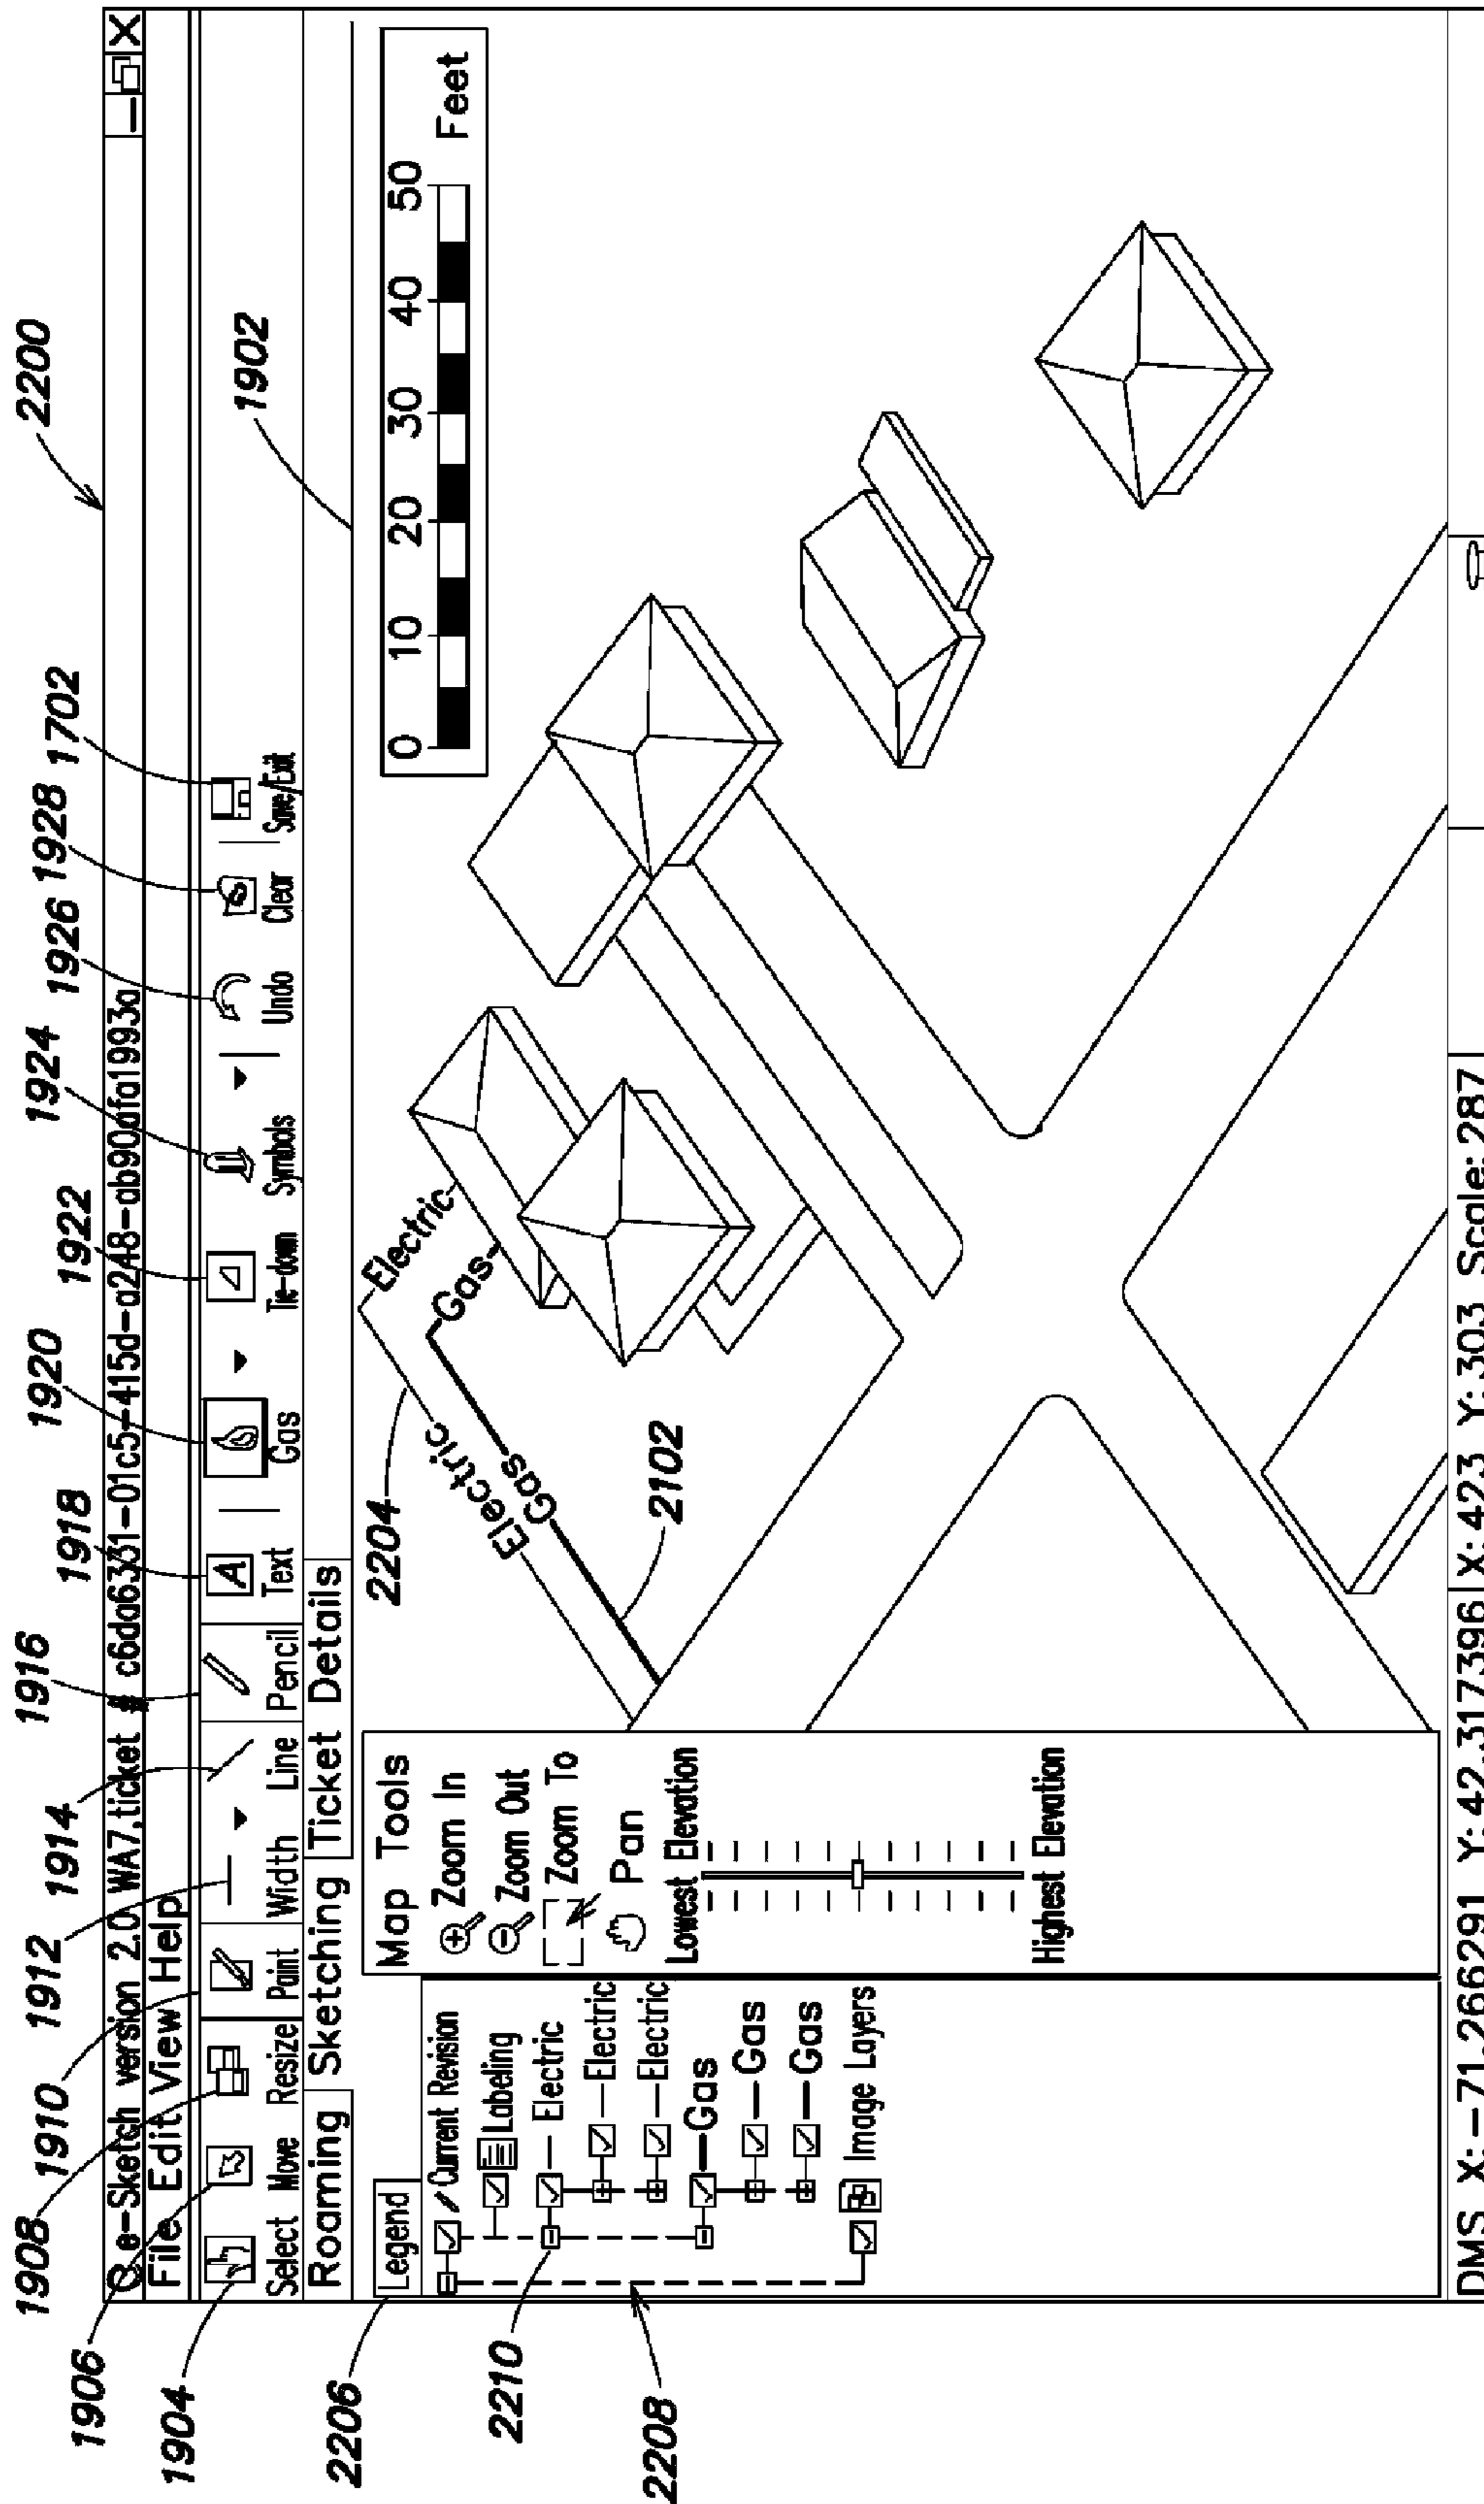 2200
1908 1910 1912 1914 1916 1918 1920 1922 1924 1926 1928 1702
1906
1904
1902
e-Sketch version 2.0 WA7,ticket # c6da6331-01c5-415d-a248-ab90afa1993a
File Edit View Help
Select Move Resize Paint Width Line Pencil Text Gas Tie-down Symbols Undo Clear Save/Exit
Roaming Sketching Ticket Details
2206
Legend
Current Revision
Labeling
Electric
Electric
Electric
Gas
Gas
Gas
Image Layers
2210
2208
Map Tools
Zoom In
Zoom Out
Zoom To
Pan
Lowest Elevation
Highest Elevation
2204
Electric
Electric
Gas
Gas
2102
0 10 20 30 40 50
Feet
DMS X:-71.266291 Y:42.317396 X:423 Y:303 Scale:287